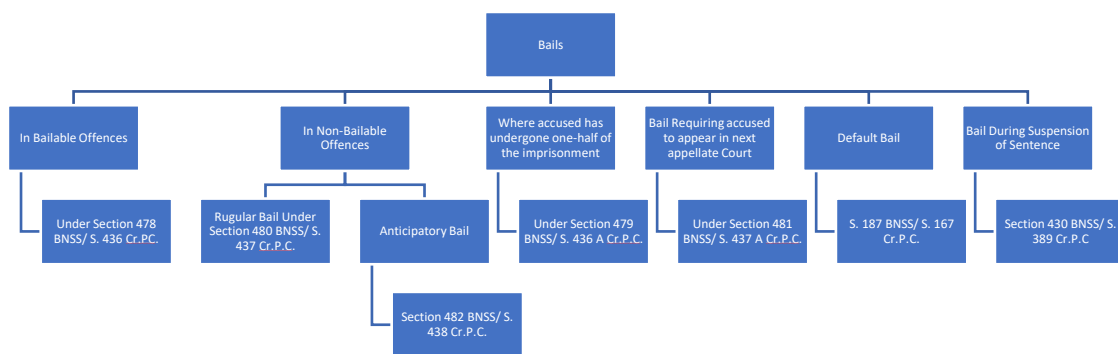 Bails
In Bailable Offences
In Non-Bailable
Offences
Where accused has
undergone one-half of
the imprisonment
Bail Requiring accused
to appear in next
appellate Court
Default Bail
Bail During Suspension
of Sentence
Under Section 478
BNSS/ S. 436 Cr.PC.
Rugular Bail Under
Section 480 BNSS/ S.
437 Cr.P.C.
Anticipatory Bail
Under Section 479
BNSS/ S. 436 A Cr.P.C.
Under Section 481
BNSS/ S. 437 A Cr.P.C.
S. 187 BNSS/ S. 167
Cr.P.C.
Section 430 BNSS/ S.
389 Cr.P.C
Section 482 BNSS/ S.
438 Cr.P.C.